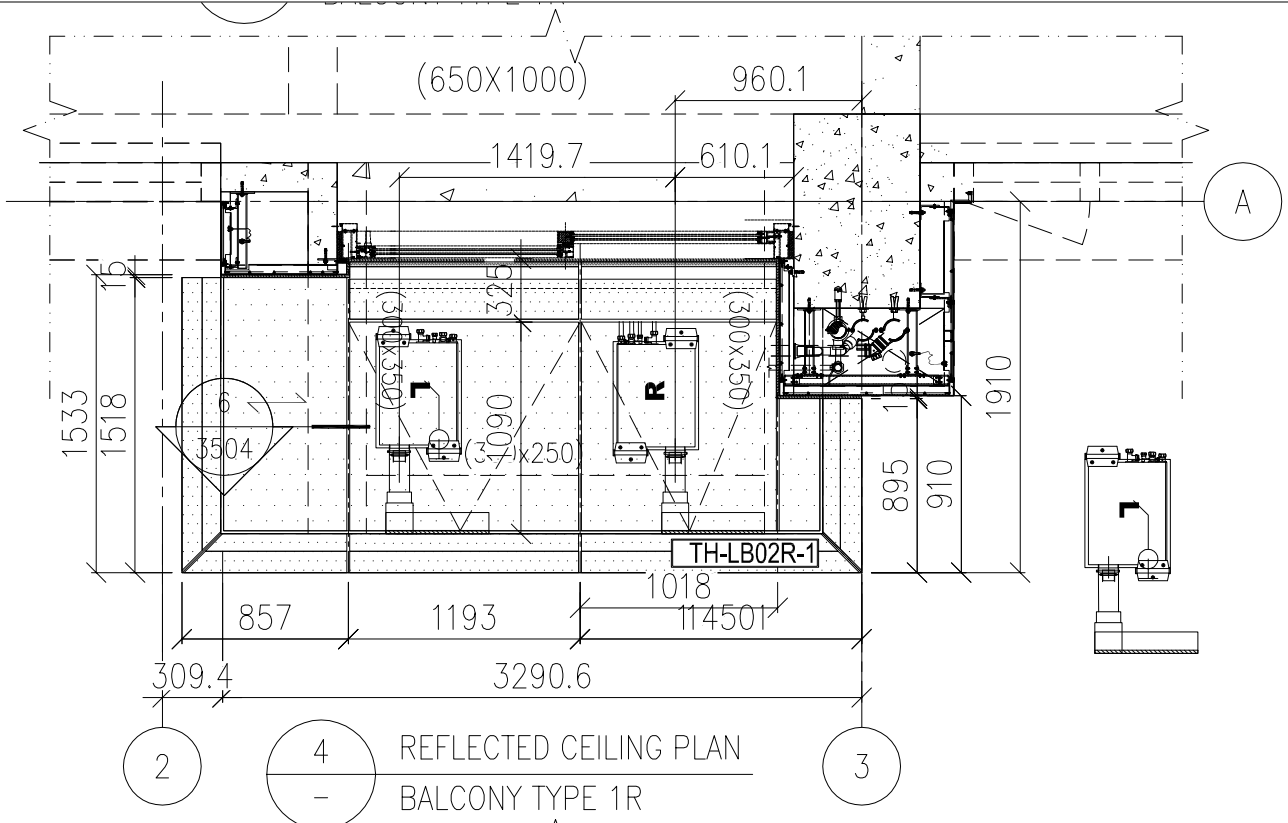 (650X1000)
960.1
1419.7
610.1
A
15
325
(300x350)
(300x350)
L
R
1090
1533
1518
6
3504
1910
895
910
L
TH-LB02R-1
1018
857
1193
309.4
3290.6
2
4
REFLECTED CEILING PLAN
3
-
BALCONY TYPE 1R